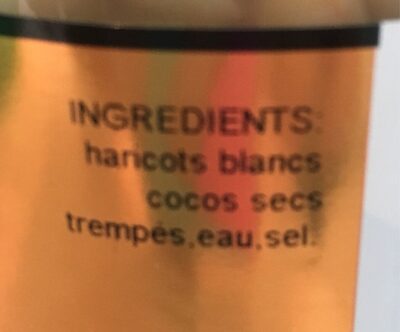 INGREDIENTS:
haricots blancs
cocos secs
trempés,eau,sel.